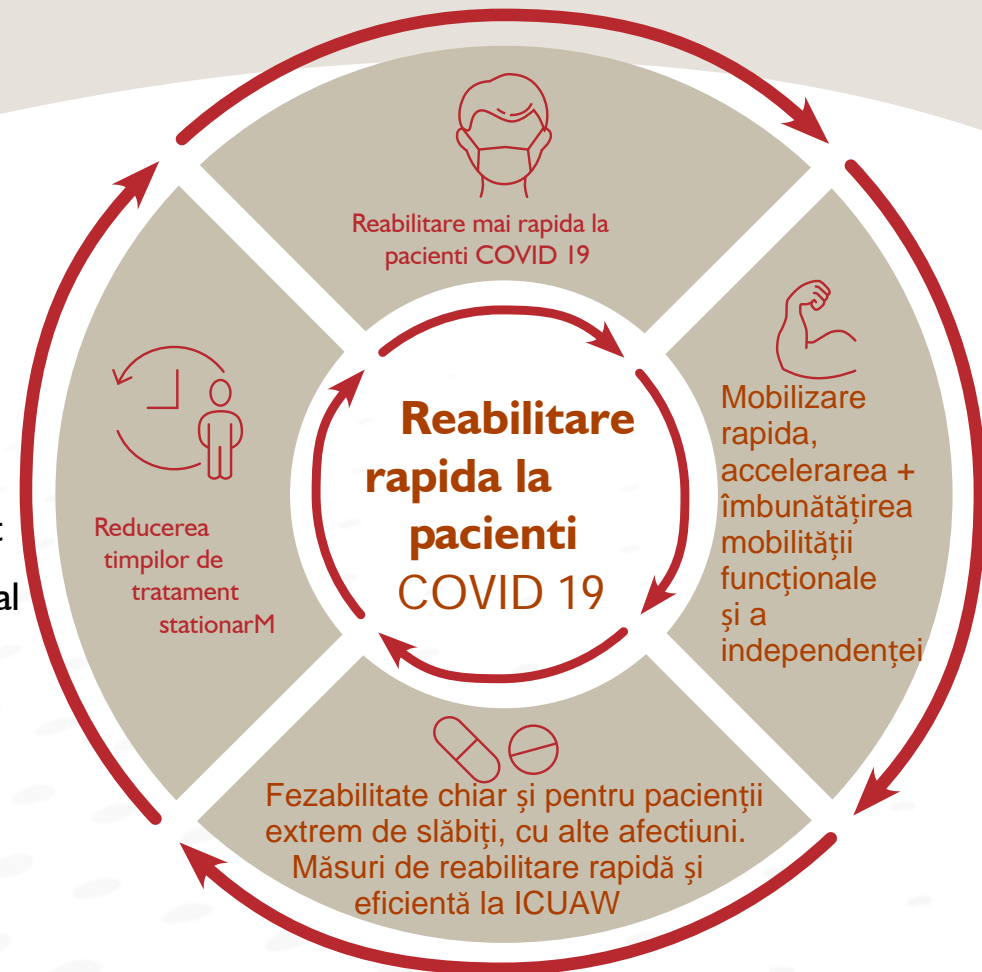 Reabilitare mai rapida la
pacienti COVID 19
Mobilizare
rapida,
accelerarea +
îmbunătățirea
mobilității
funcționale
și a
independenței
Fezabilitate chiar și pentru pacienții
extrem de slăbiți, cu alte afectiuni.
Măsuri de reabilitare rapidă și
eficientă la ICUAW
Reducerea
timpilor de
tratament
stationarM
Reabilitare
rapida la
pacienti
COVID 19
t
al